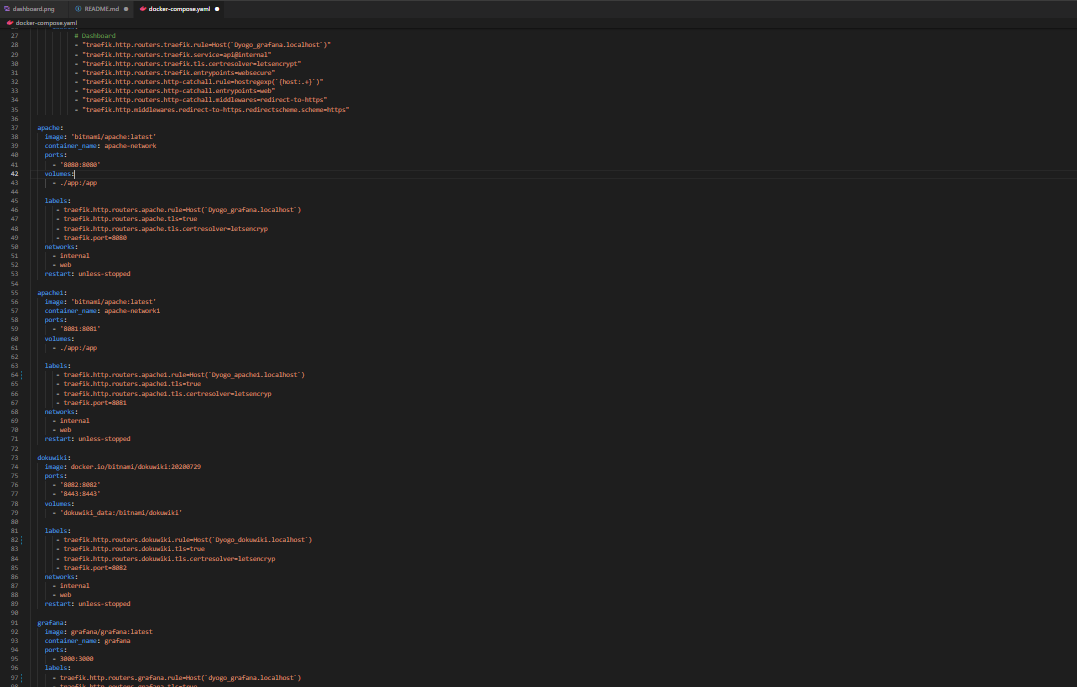 dashboard.png README.md docker-compose.yaml
docker-compose.yaml
27 # Dashboard
28 - "traefik.http.routers.traefik.rule=Host(`Dyogo_grafana.localhost`)"
29 - "traefik.http.routers.traefik.service=api@internal"
30 - "traefik.http.routers.traefik.tls.certresolver=letsencrypt"
31 - "traefik.http.routers.traefik.entrypoints=websecure"
32 - "traefik.http.routers.http-catchall.rule=hostregexp(`{host:.+}`)"
33 - "traefik.http.routers.http-catchall.entrypoints=web"
34 - "traefik.http.routers.http-catchall.middlewares=redirect-to-https"
35 - "traefik.http.middlewares.redirect-to-https.redirectscheme.scheme=https"
36
37 apache:
38 image: 'bitnami/apache:latest'
39 container_name: apache-network
40 ports:
41 - '8080:8080'
42 volumes:
43 - ./app:/app
44
45 labels:
46 - traefik.http.routers.apache.rule=Host(`Dyogo_grafana.localhost`)
47 - traefik.http.routers.apache.tls=true
48 - traefik.http.routers.apache.tls.certresolver=letsencryp
49 - traefik.port=8080
50 networks:
51 - internal
52 - web
53 restart: unless-stopped
54
55 apache1:
56 image: 'bitnami/apache:latest'
57 container_name: apache-network1
58 ports:
59 - '8081:8081'
60 volumes:
61 - ./app:/app
62
63 labels:
64 - traefik.http.routers.apache1.rule=Host(`Dyogo_apache1.localhost`)
65 - traefik.http.routers.apache1.tls=true
66 - traefik.http.routers.apache1.tls.certresolver=letsencryp
67 - traefik.port=8081
68 networks:
69 - internal
70 - web
71 restart: unless-stopped
72
73 dokuwiki:
74 image: docker.io/bitnami/dokuwiki:20200729
75 ports:
76 - '8082:8082'
77 - '8443:8443'
78 volumes:
79 - 'dokuwiki_data:/bitnami/dokuwiki'
80
81 labels:
82 - traefik.http.routers.dokuwiki.rule=Host(`Dyogo_dokuwiki.localhost`)
83 - traefik.http.routers.dokuwiki.tls=true
84 - traefik.http.routers.dokuwiki.tls.certresolver=letsencryp
85 - traefik.port=8082
86 networks:
87 - internal
88 - web
89 restart: unless-stopped
90
91 grafana:
92 image: grafana/grafana:latest
93 container_name: grafana
94 ports:
95 - 3000:3000
96 labels:
97 - traefik.http.routers.grafana.rule=Host(`dyogo_grafana.localhost`)
98 - traefik.http.routers.grafana.tls=true